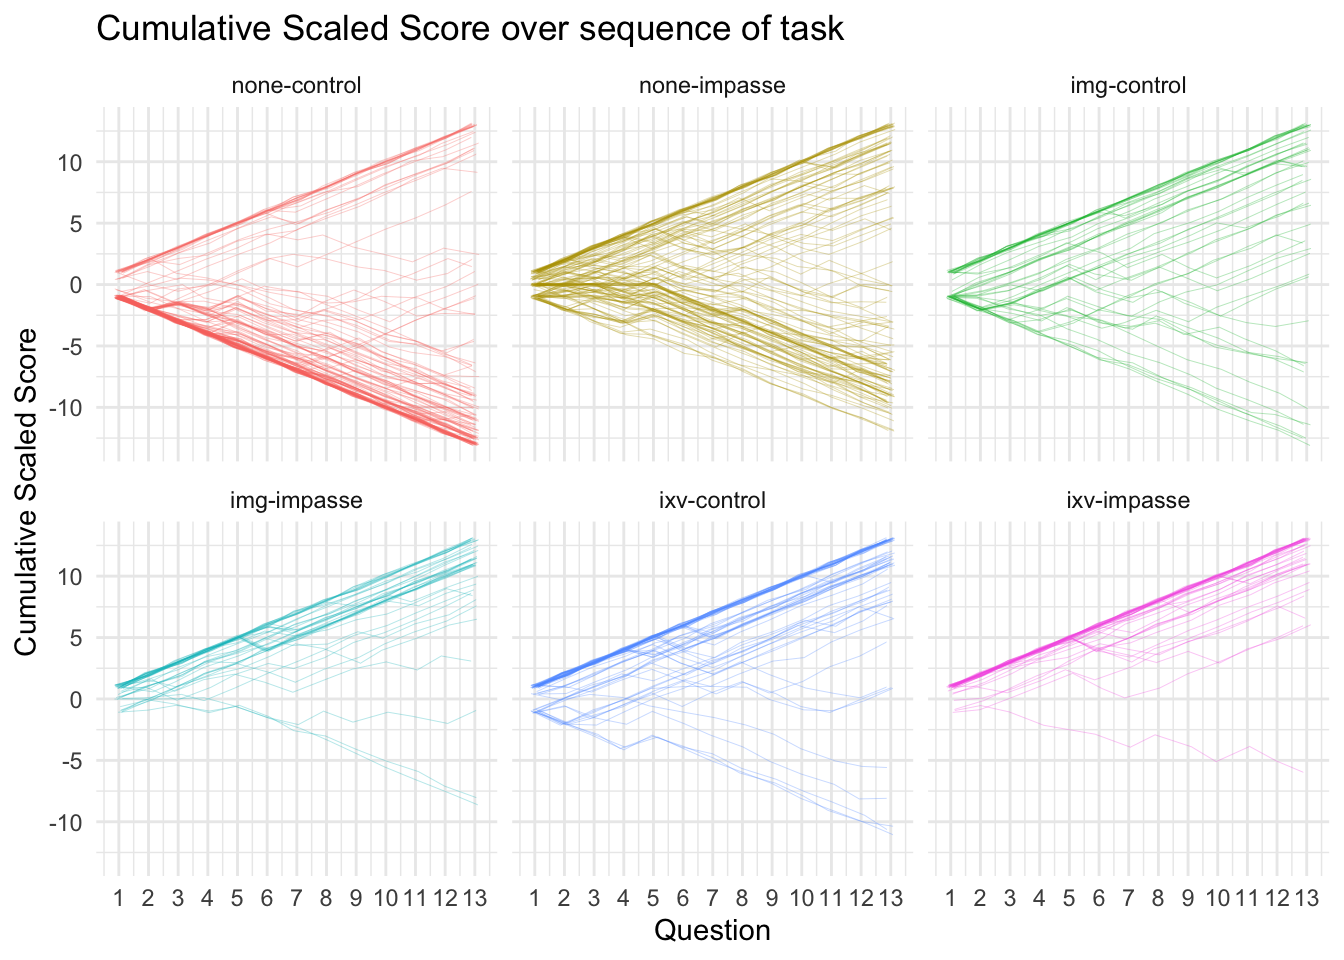 Cumulative Scaled Score over sequence of task
none-control none-impasse img-control
10
5
0
-5
-10
img-impasse ixv-control ixv-impasse
10
5
0
-5
-10
1 2 3 4 5 6 7 8 9 10 11 12 13 1 2 3 4 5 6 7 8 9 10 11 12 13 1 2 3 4 5 6 7 8 9 10 11 12 13
Question
Cumulative Scaled Score